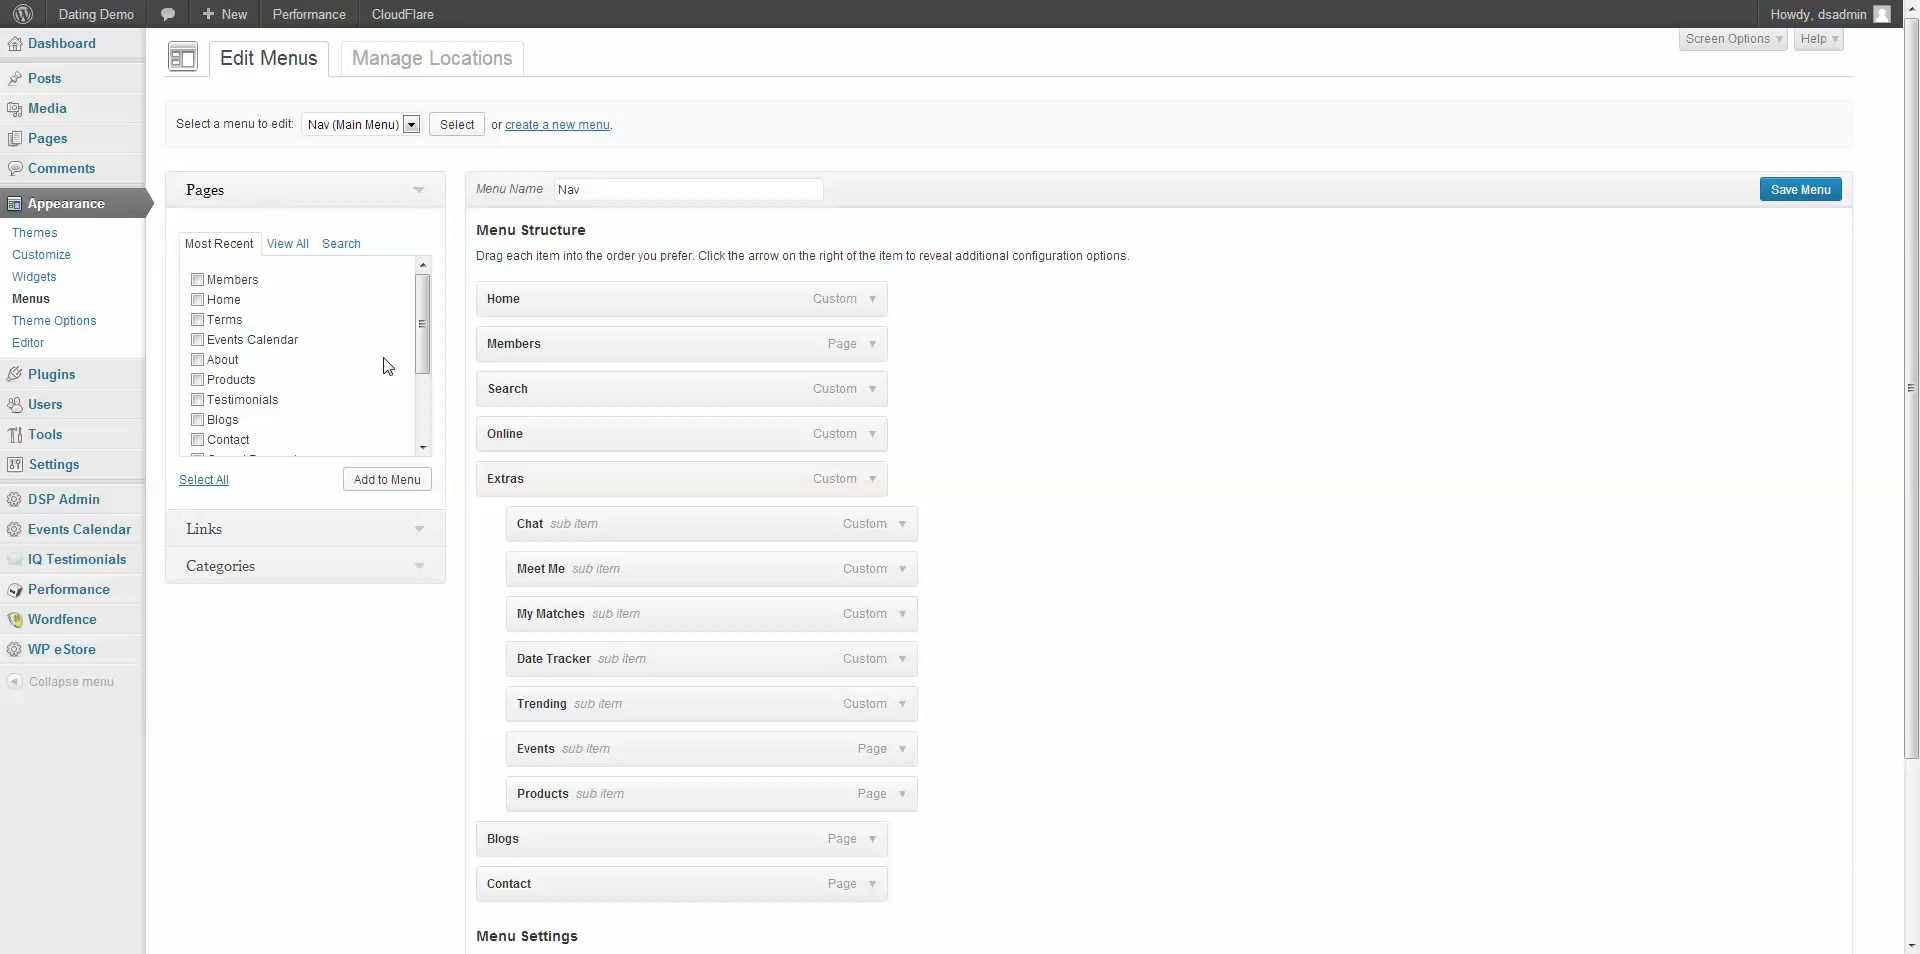 Dating Demo
New
Performance
CloudFlare
Howdy, dsadmin
Dashboard
Posts
Media
Pages
Comments
Appearance
Themes
Customize
Widgets
Menus
Theme Options
Editor
Plugins
Users
Tools
Settings
DSP Admin
Events Calendar
IQ Testimonials
Performance
Wordfence
WP eStore
Collapse menu
Screen Options
Help
Edit Menus
Manage Locations
Select a menu to edit: Nav (Main Menu) Select or create a new menu.
Pages
Most Recent View All Search
Members
Home
Terms
Events Calendar
About
Products
Testimonials
Blogs
Contact
Select All
Add to Menu
Links
Categories
Menu Name Nav
Save Menu
Menu Structure
Drag each item into the order you prefer. Click the arrow on the right of the item to reveal additional configuration options.
Home Custom
Members Page
Search Custom
Online Custom
Extras Custom
Chat sub item Custom
Meet Me sub item Custom
My Matches sub item Custom
Date Tracker sub item Custom
Trending sub item Custom
Events sub item Page
Products sub item Page
Blogs Page
Contact Page
Menu Settings